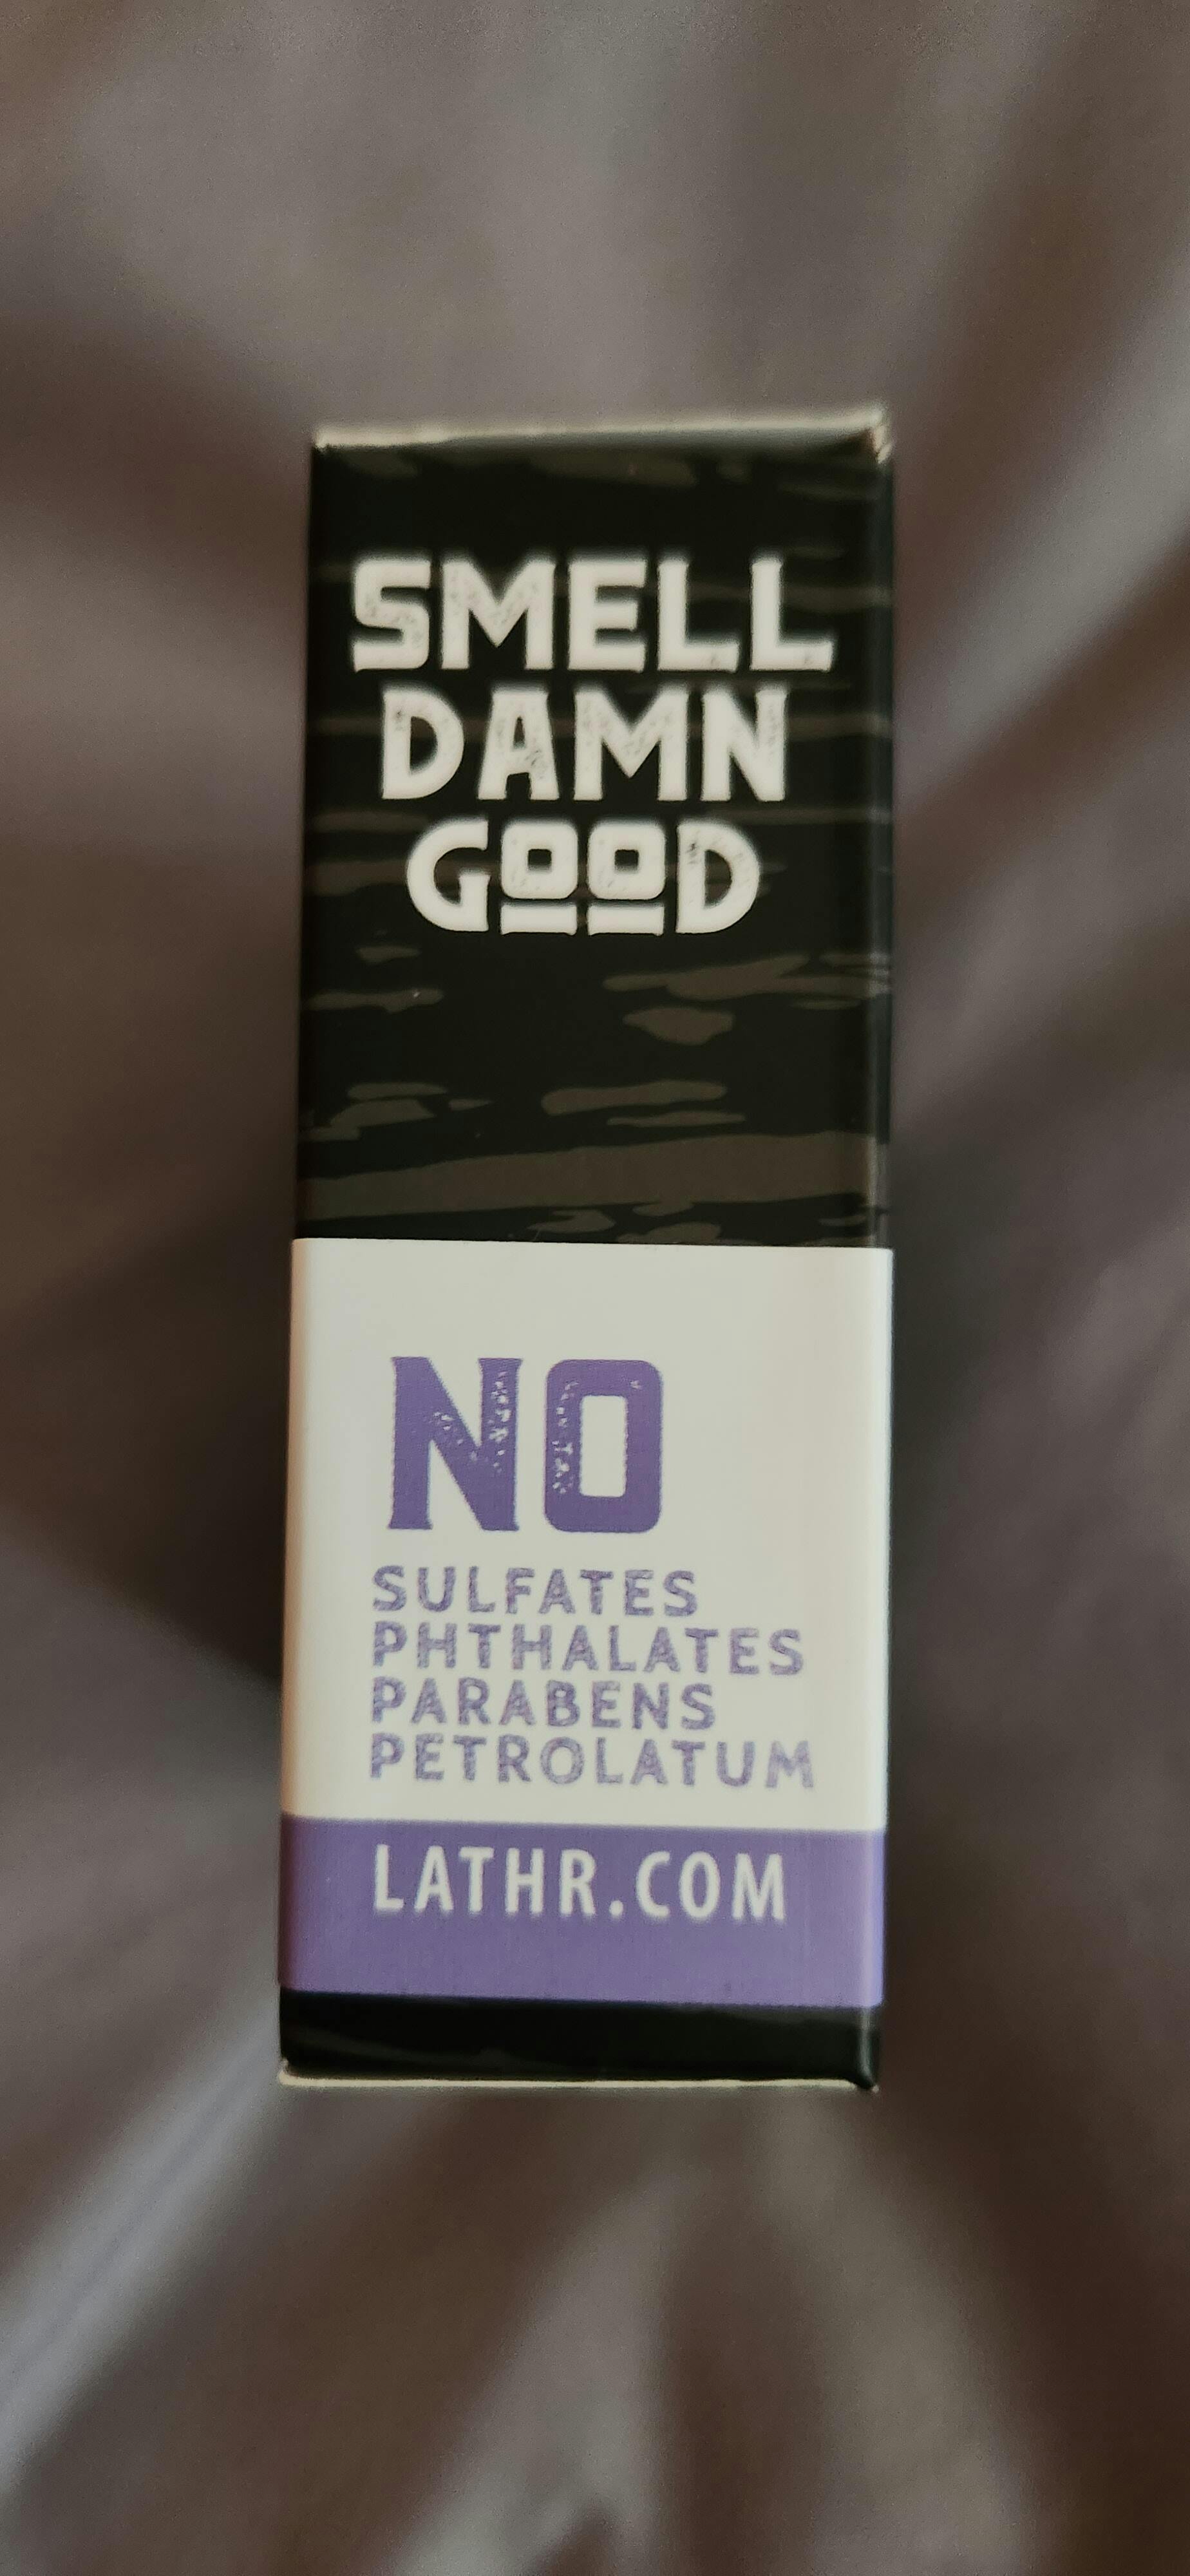 SMELL
DAMN
GOOD
NO
SULFATES
PHTHALATES
PARABENS
PETROLATUM
LATHR.COM